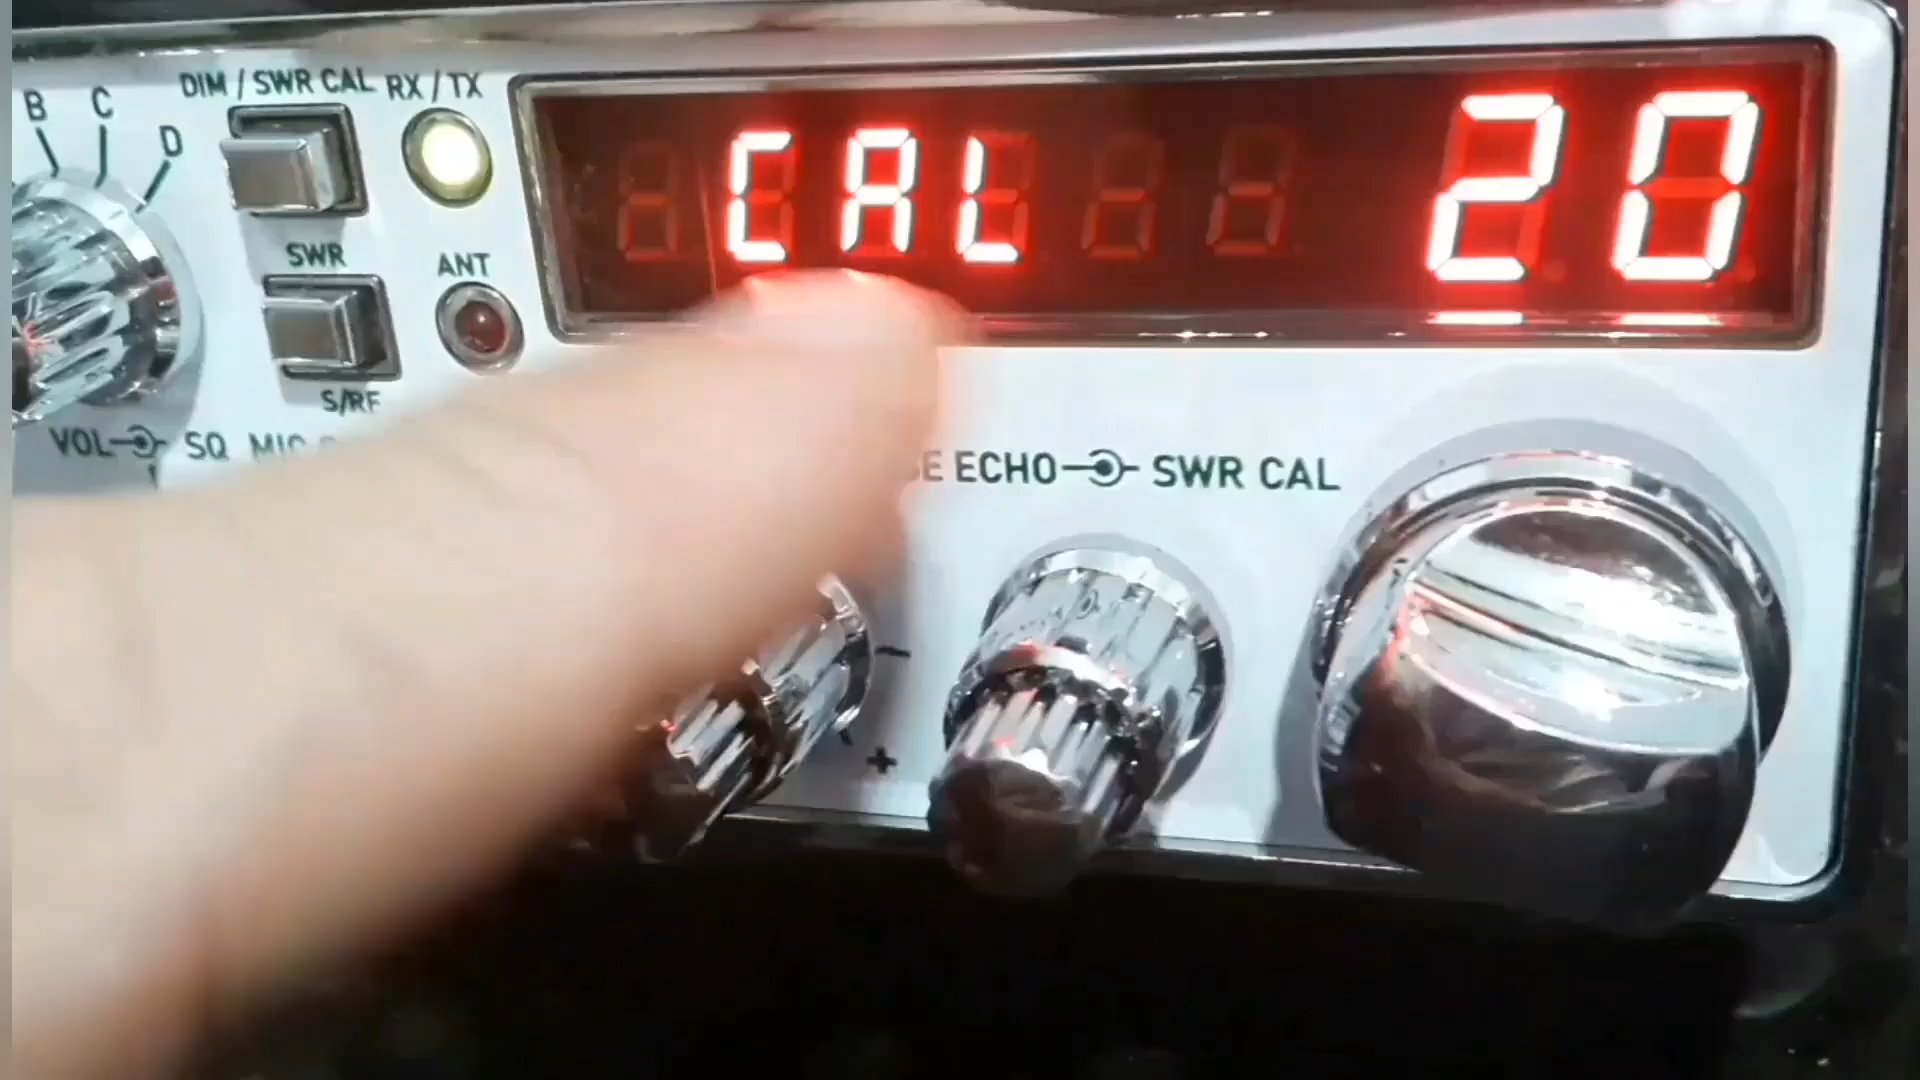 B C D
DIM / SWR CAL RX / TX
CAL 20
SWR ANT
S/RF
VOL SQ MIC
ECHO SWR CAL
- +